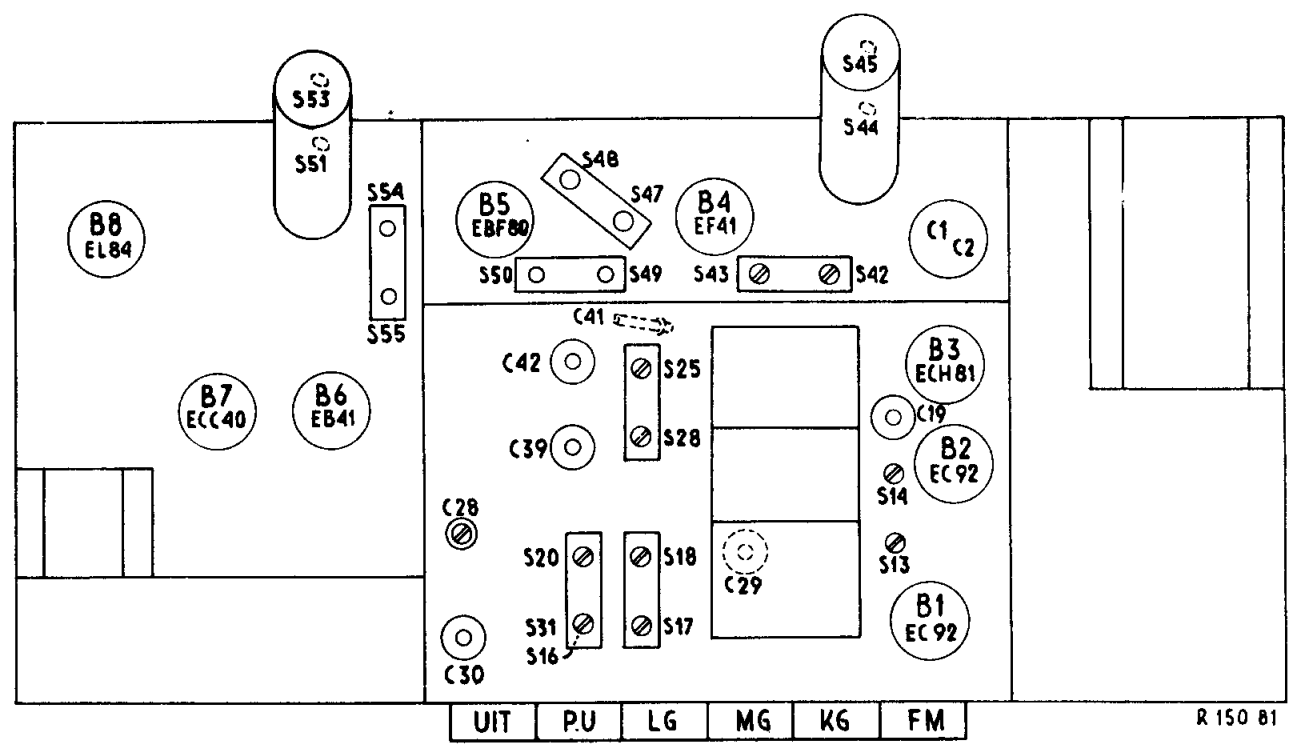 S45
S53
S44
S51
S48
S54
S47
B8
EL84
B5
EBF80
B4
EF41
C1
C2
S50
S49
S43
S42
S55
C41
C42
S25
B3
ECH81
B7
ECC40
B6
EB41
C19
C39
S28
B2
EC92
S14
C28
S20
S18
C29
S13
B1
EC92
S31
S17
S16
C30
UIT
P.U
LG
MG
KG
FM
R 150 81